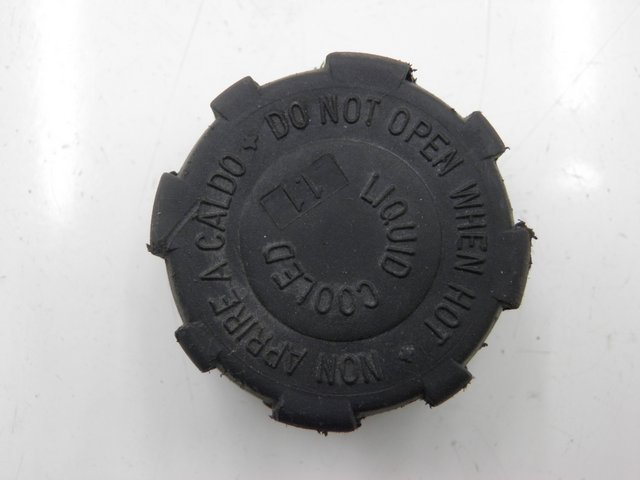 DO NOT OPEN WHEN HOT
NON APRIRE A CALDO
LIQUID COOLED
1.1